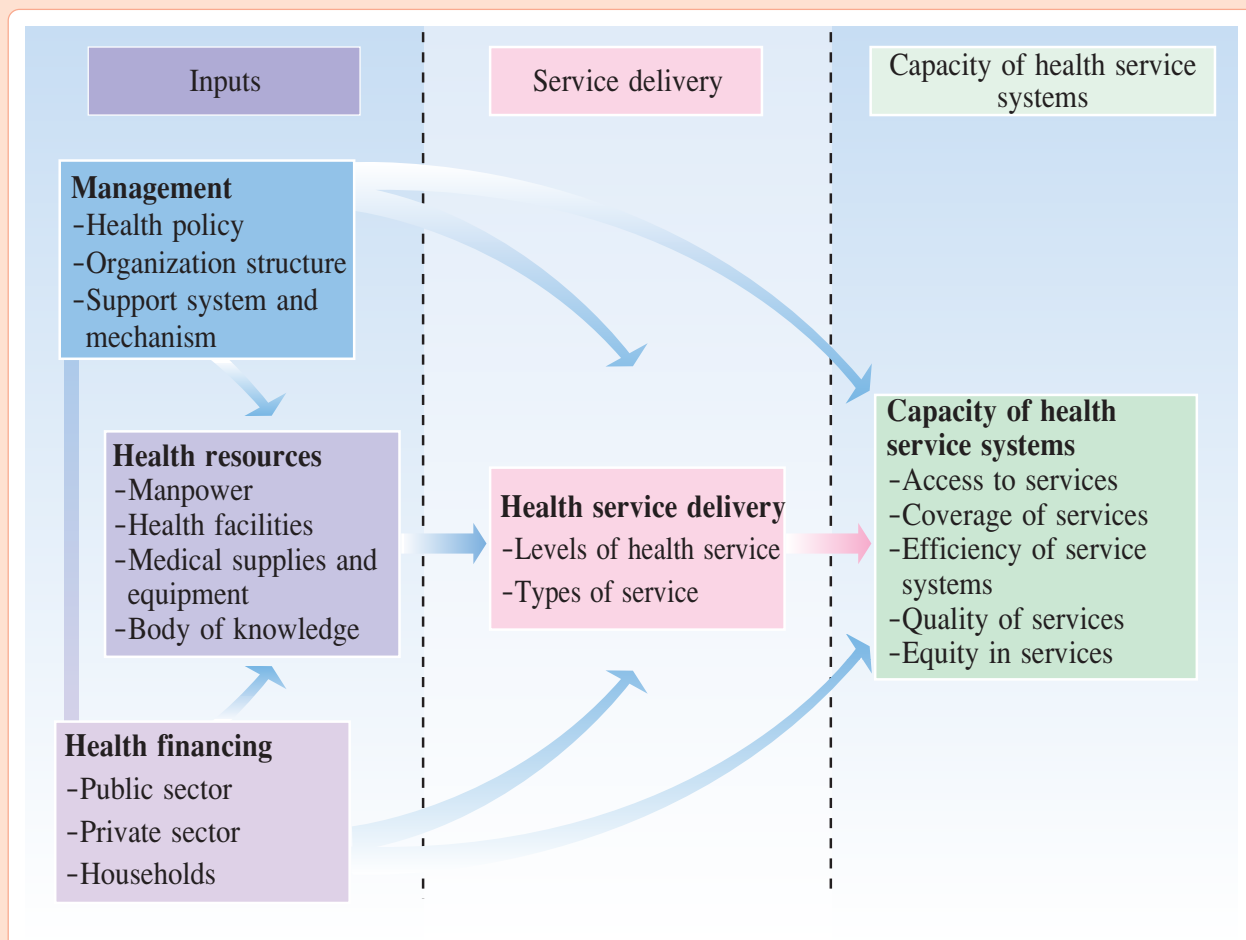 Inputs
Service delivery
Capacity of health service
systems
Management
-Health policy
-Organization structure
-Support system and
mechanism
Health resources
-Manpower
-Health facilities
-Medical supplies and
equipment
-Body of knowledge
Health financing
-Public sector
-Private sector
-Households
Health service delivery
-Levels of health service
-Types of service
Capacity of health
service systems
-Access to services
-Coverage of services
-Efficiency of service
systems
-Quality of services
-Equity in services